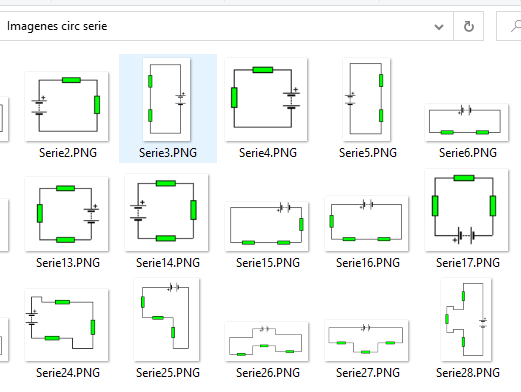 Imagenes circ serie
Serie2.PNG
Serie3.PNG
Serie4.PNG
Serie5.PNG
Serie6.PNG
Serie13.PNG
Serie14.PNG
Serie15.PNG
Serie16.PNG
Serie17.PNG
Serie24.PNG
Serie25.PNG
Serie26.PNG
Serie27.PNG
Serie28.PNG